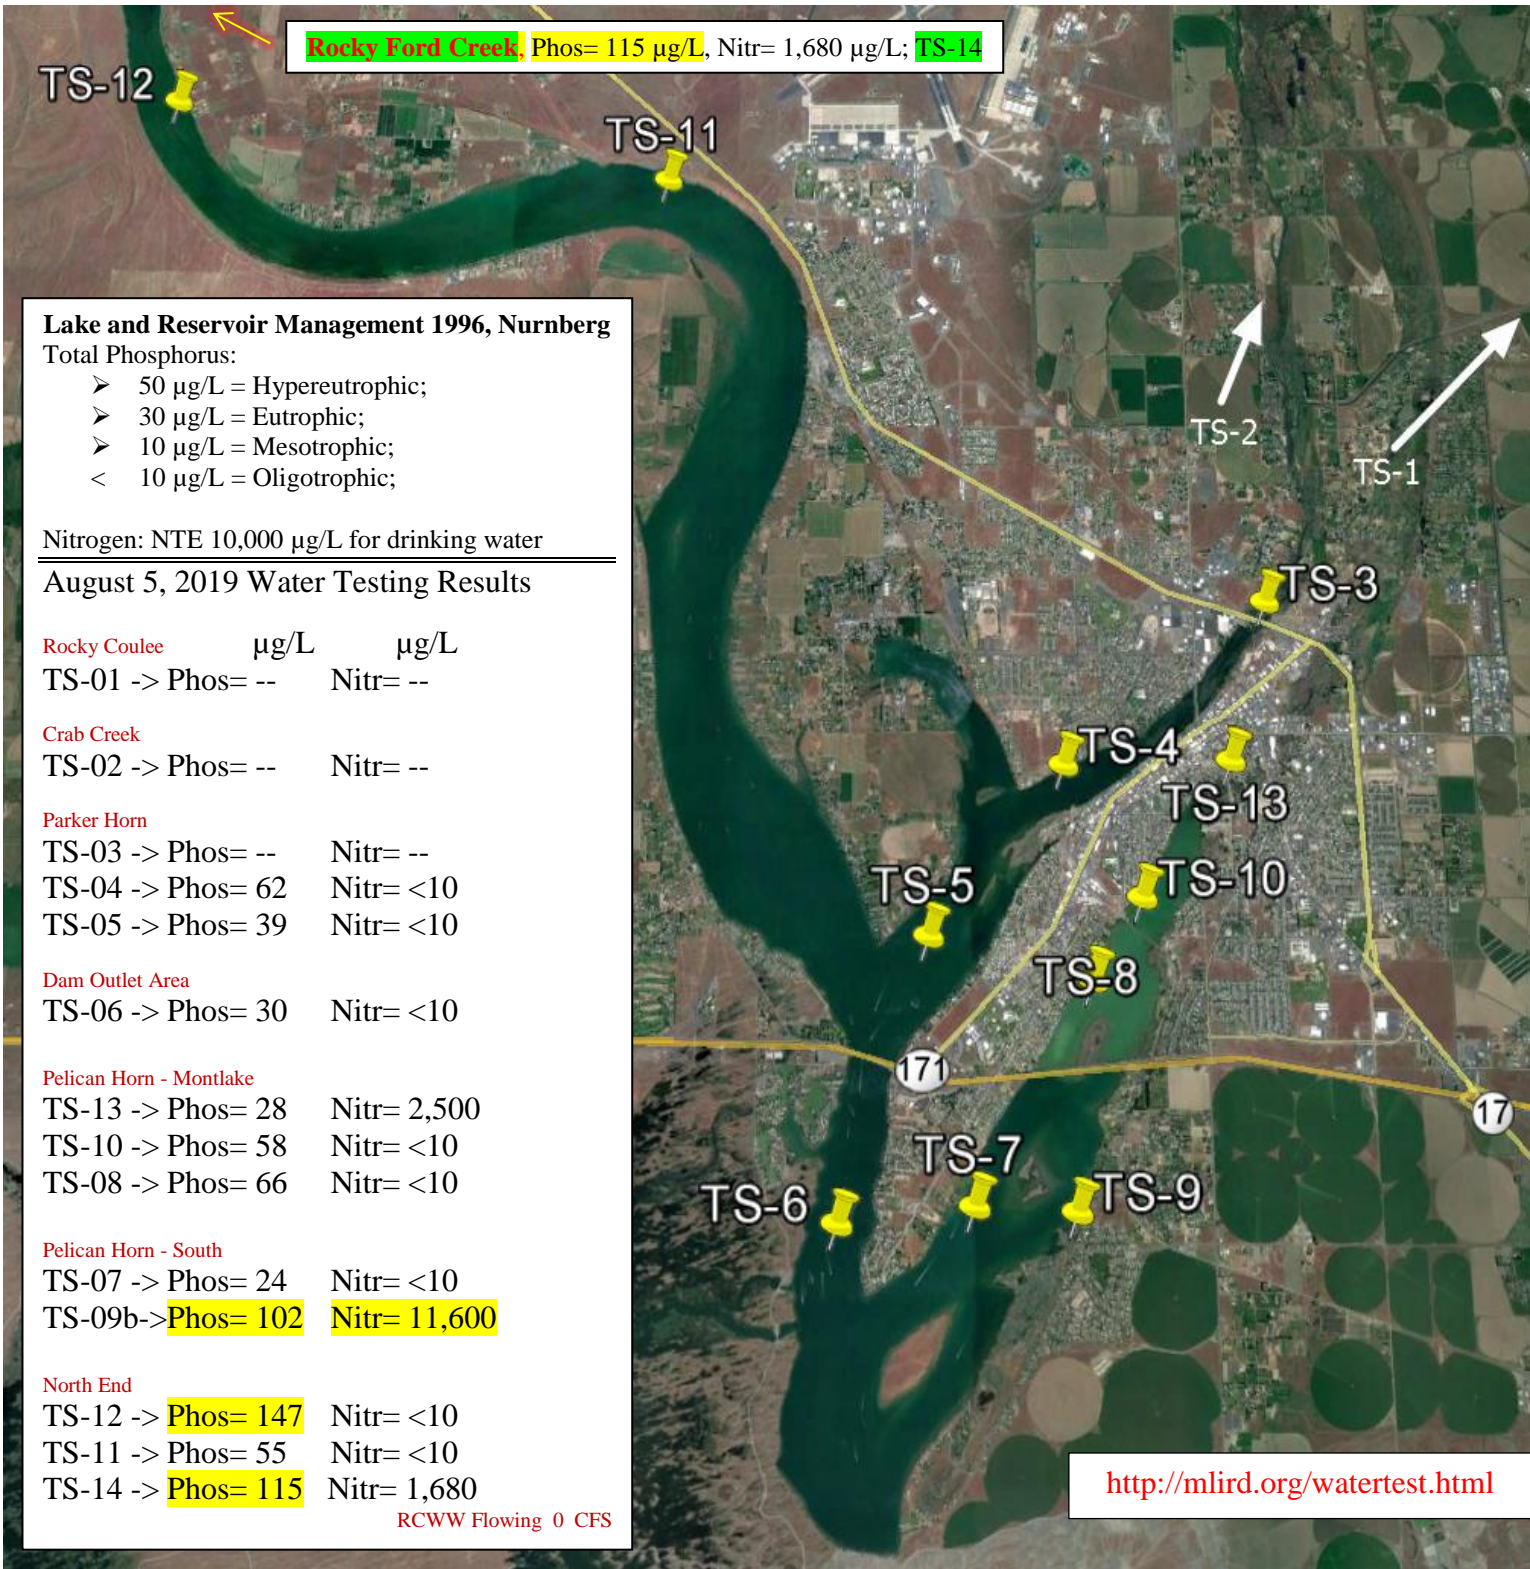 Rocky Ford Creek, Phos= 115 µg/L, Nitr= 1,680 µg/L; TS-14
TS-12
TS-11
Lake and Reservoir Management 1996, Nurnberg
Total Phosphorus:
➢ 50 µg/L = Hypereutrophic;
➢ 30 µg/L = Eutrophic;
➢ 10 µg/L = Mesotrophic;
< 10 µg/L = Oligotrophic;
Nitrogen: NTE 10,000 µg/L for drinking water
August 5, 2019 Water Testing Results
Rocky Coulee µg/L µg/L
TS-01 -> Phos= -- Nitr= --
Crab Creek
TS-02 -> Phos= -- Nitr= --
Parker Horn
TS-03 -> Phos= -- Nitr= --
TS-04 -> Phos= 62 Nitr= <10
TS-05 -> Phos= 39 Nitr= <10
Dam Outlet Area
TS-06 -> Phos= 30 Nitr= <10
Pelican Horn - Montlake
TS-13 -> Phos= 28 Nitr= 2,500
TS-10 -> Phos= 58 Nitr= <10
TS-08 -> Phos= 66 Nitr= <10
Pelican Horn - South
TS-07 -> Phos= 24 Nitr= <10
TS-09b->Phos= 102 Nitr= 11,600
North End
TS-12 -> Phos= 147 Nitr= <10
TS-11 -> Phos= 55 Nitr= <10
TS-14 -> Phos= 115 Nitr= 1,680
RCWW Flowing 0 CFS
TS-2
TS-1
TS-3
TS-4
TS-13
TS-5
TS-10
TS-8
171
17
TS-7
TS-6
TS-9
http://mlird.org/watertest.html